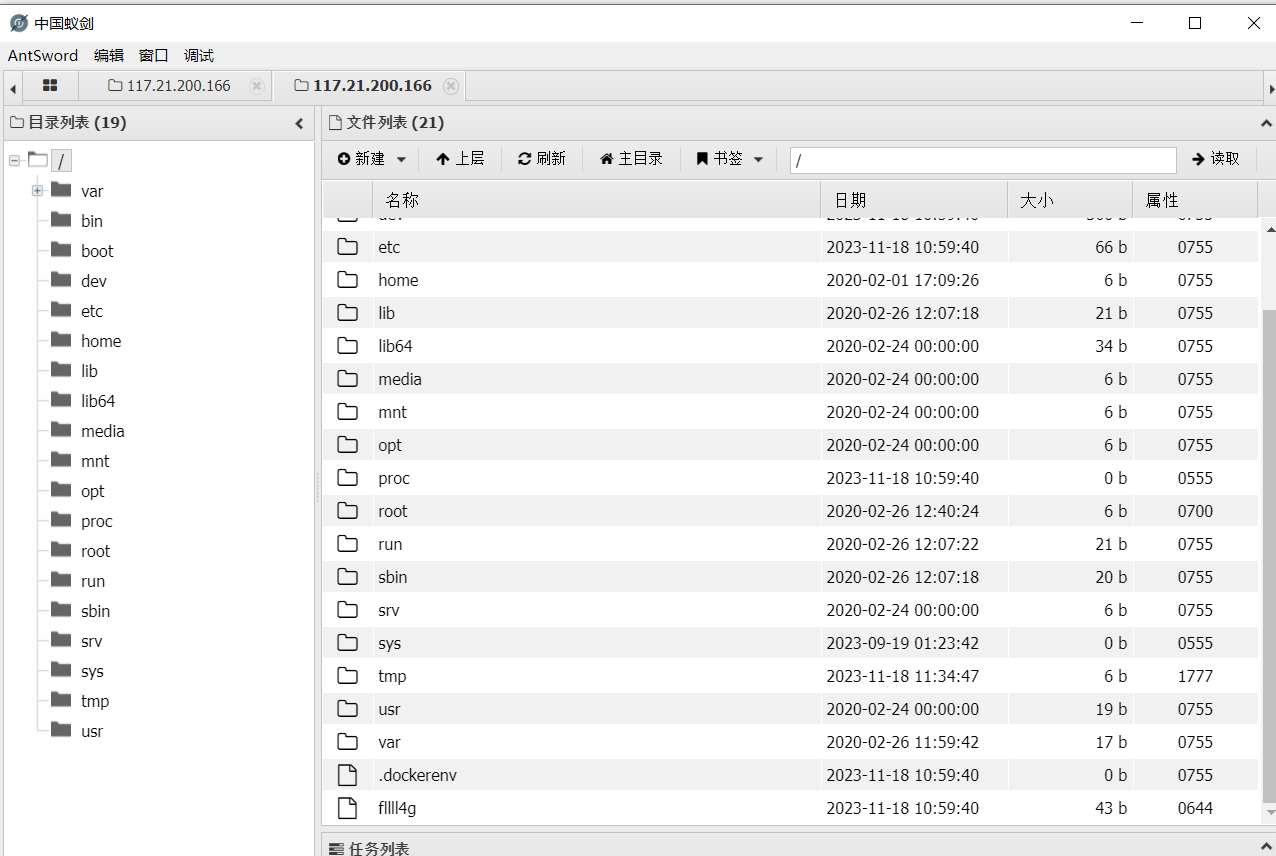 中国蚁剑
AntSword 编辑 窗口 调试
117.21.200.166 117.21.200.166
目录列表 (19)
/
var
bin
boot
dev
etc
home
lib
lib64
media
mnt
opt
proc
root
run
sbin
srv
sys
tmp
usr
文件列表 (21)
新建 上层 刷新 主目录 书签 / 读取
名称 日期 大小 属性
etc 2023-11-18 10:59:40 66 b 0755
home 2020-02-01 17:09:26 6 b 0755
lib 2020-02-26 12:07:18 21 b 0755
lib64 2020-02-24 00:00:00 34 b 0755
media 2020-02-24 00:00:00 6 b 0755
mnt 2020-02-24 00:00:00 6 b 0755
opt 2020-02-24 00:00:00 6 b 0755
proc 2023-11-18 10:59:40 0 b 0555
root 2020-02-26 12:40:24 6 b 0700
run 2020-02-26 12:07:22 21 b 0755
sbin 2020-02-26 12:07:18 20 b 0755
srv 2020-02-24 00:00:00 6 b 0755
sys 2023-09-19 01:23:42 0 b 0555
tmp 2023-11-18 11:34:47 6 b 1777
usr 2020-02-24 00:00:00 19 b 0755
var 2020-02-26 11:59:42 17 b 0755
.dockerenv 2023-11-18 10:59:40 0 b 0755
fllll4g 2023-11-18 10:59:40 43 b 0644
任务列表